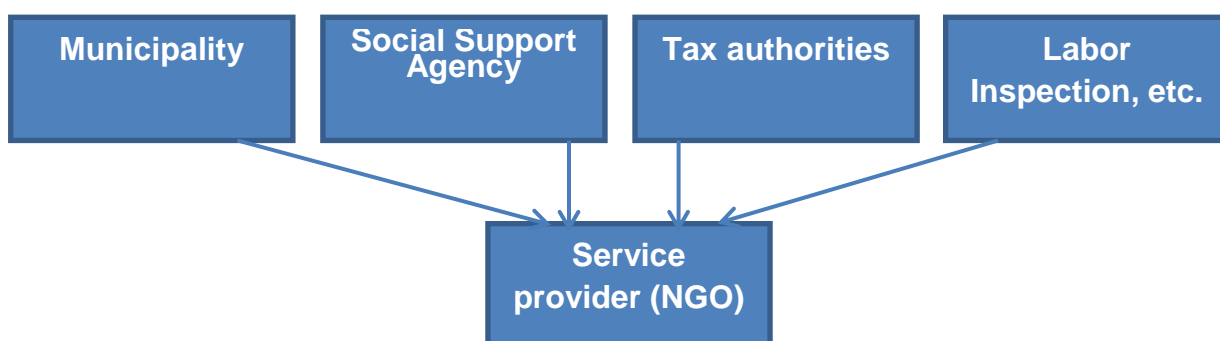 Municipality
Social Support
Agency
Tax authorities
Labor
Inspection, etc.
Service
provider (NGO)